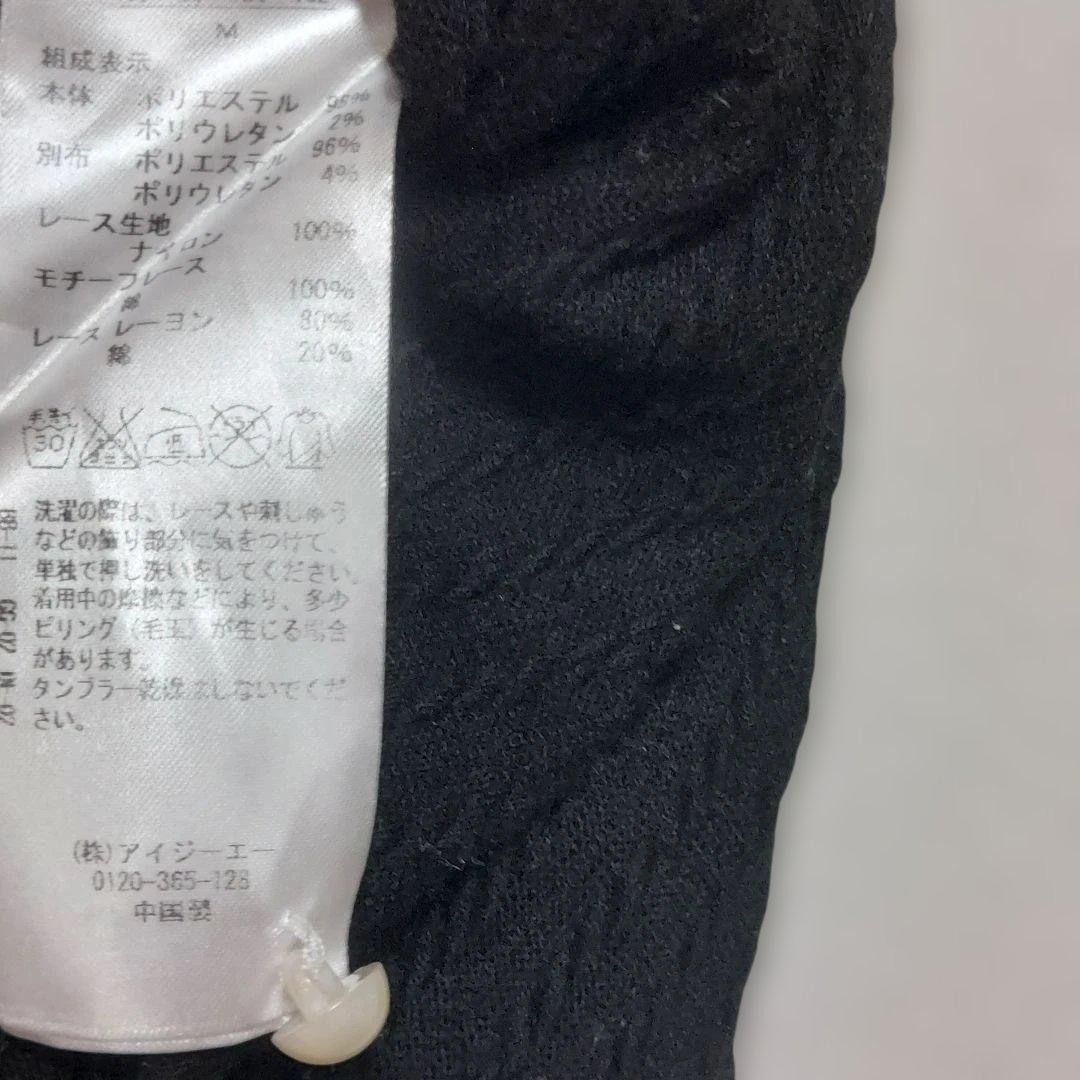 M
組成表示
本体 ポリエステル
ポリウレタン 2%
別布 ポリエステル 96%
ポリウレタン 4%
レース生地
ナイロン 100%
モチーフレース
綿 100%
レース レーヨン 80%
綿 20%
30
洗濯の際は、レースや刺しゅう
などの飾り部分に気をつけて、
単独で押し洗いをしてください。
着用中の摩擦などにより、多少
ピリング(毛玉)が生じる場合
があります。
タンブラー乾燥はしないでくだ
さい。
(株)アイジーエー
0120-365-128
中国製